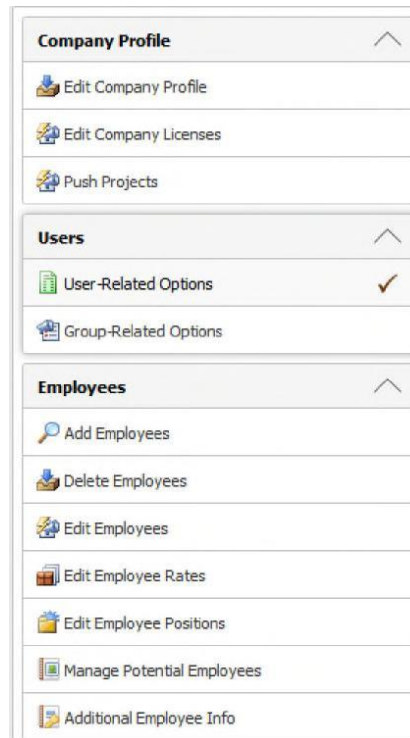 Company Profile
Edit Company Profile
Edit Company Licenses
Push Projects
Users
User-Related Options
Group-Related Options
Employees
Add Employees
Delete Employees
Edit Employees
Edit Employee Rates
Edit Employee Positions
Manage Potential Employees
Additional Employee Info